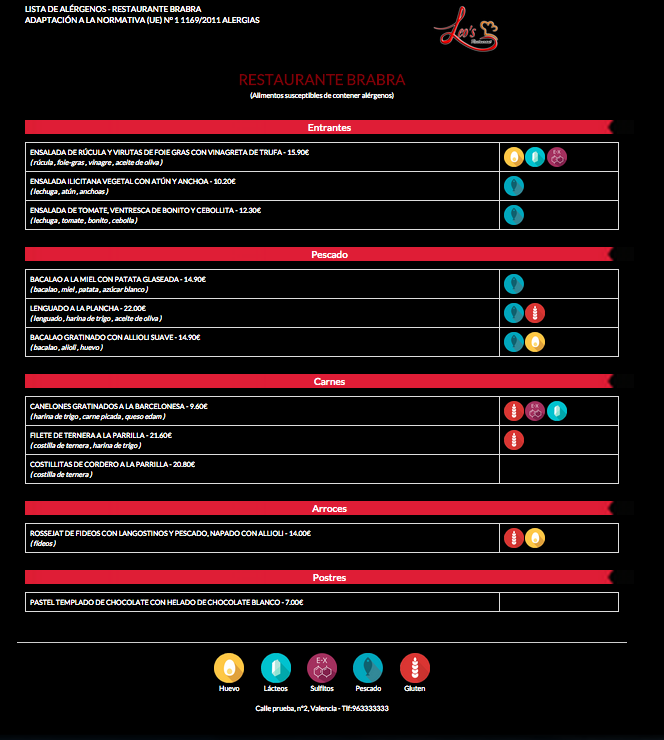 LISTA DE ALÉRGENOS - RESTAURANTE BRABRA
ADAPTACIÓN A LA NORMATIVA (UE) Nº 1 1169/2011 ALERGIAS
Leo's
Restaurant
RESTAURANTE BRABRA
(Alimentos susceptibles de contener alérgenos)
Entrantes
ENSALADA DE RÚCULA Y VIRUTAS DE FOIE GRAS CON VINAGRETA DE TRUFA - 15.90€
( rúcula , foie-gras , vinagre , aceite de oliva )
E-X
ENSALADA ILICITANA VEGETAL CON ATÚN Y ANCHOA - 10.20€
( lechuga , atún , anchoas )
ENSALADA DE TOMATE, VENTRESCA DE BONITO Y CEBOLLITA - 12.30€
( lechuga , tomate , bonito , cebolla )
Pescado
BACALAO A LA MIEL CON PATATA GLASEADA - 14.90€
( bacalao , miel , patata , azúcar blanco )
LENGUADO A LA PLANCHA - 22.00€
( lenguado , harina de trigo , aceite de oliva )
BACALAO GRATINADO CON ALLIOLI SUAVE - 14.90€
( bacalao , alioli , huevo )
Carnes
CANELONES GRATINADOS A LA BARCELONESA - 9.60€
( harina de trigo , carne picada , queso edam )
E-X
FILETE DE TERNERA A LA PARRILLA - 21.60€
( costilla de ternera , harina de trigo )
COSTILLITAS DE CORDERO A LA PARRILLA - 20.80€
( costilla de ternera )
Arroces
ROSSEJAT DE FIDEOS CON LANGOSTINOS Y PESCADO, NAPADO CON ALLIOLI - 14.00€
( fideos )
Postres
PASTEL TEMPLADO DE CHOCOLATE CON HELADO DE CHOCOLATE BLANCO - 7.00€
E-X
Huevo Lácteos Sulfitos Pescado Gluten
Calle prueba, nº2, Valencia - Tlf:963333333